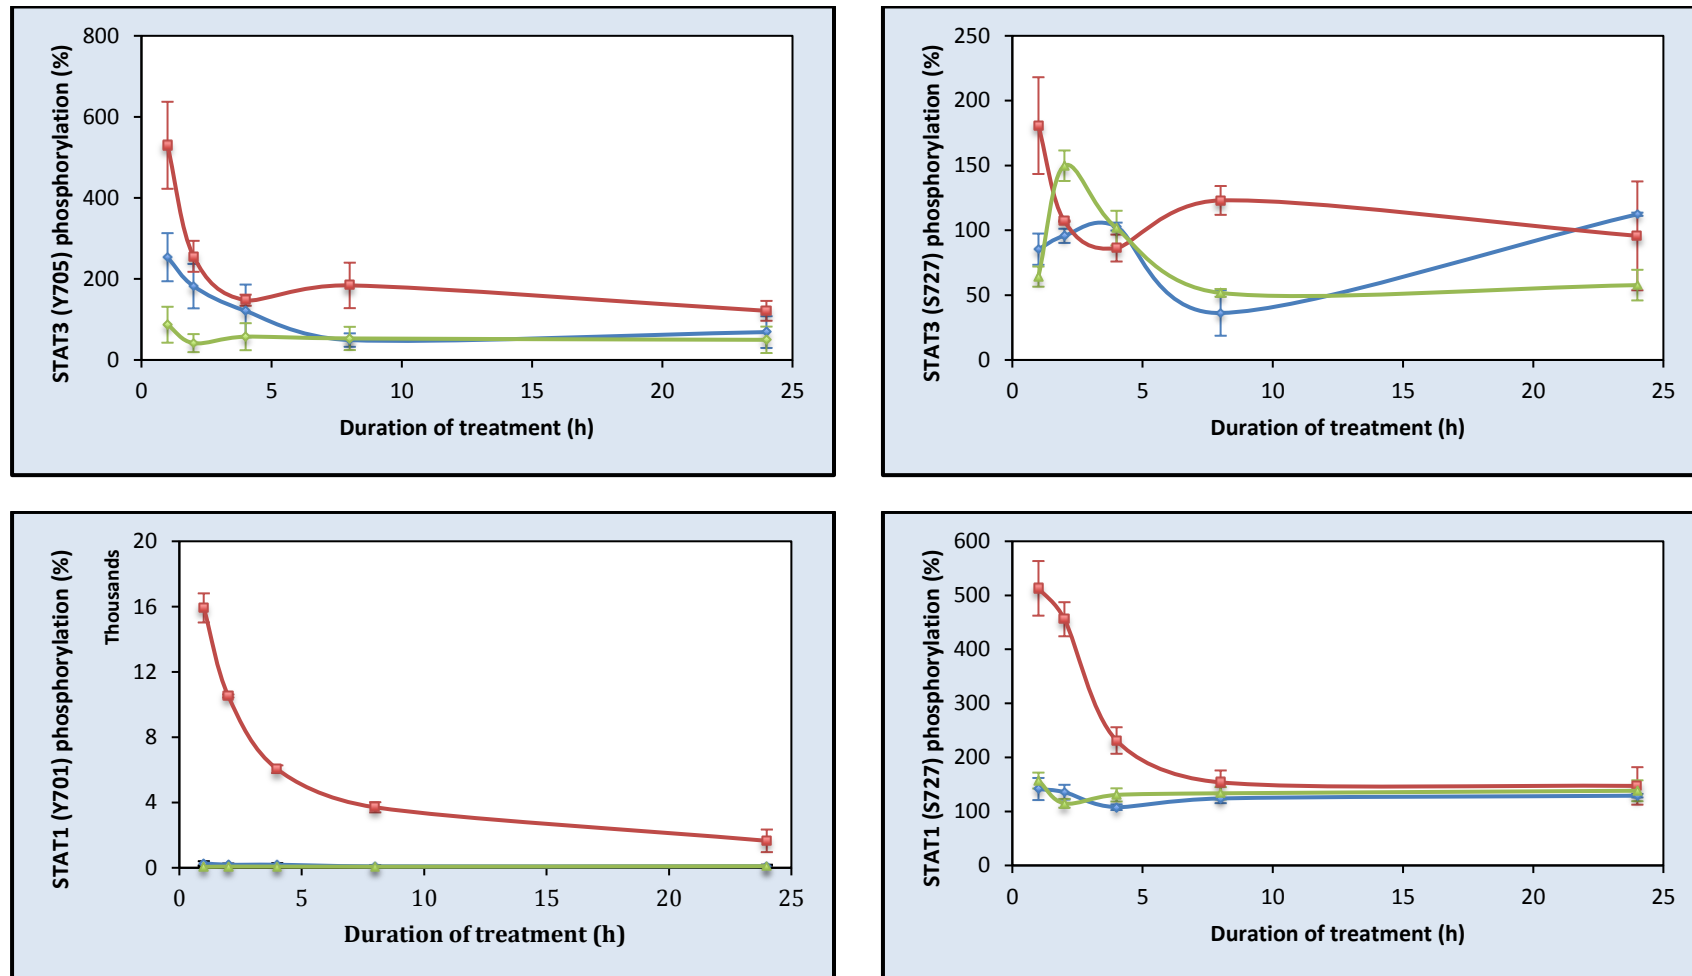 STAT3 (Y705) phosphorylation (%)
800
600
400
200
0
0 5 10 15 20 25
Duration of treatment (h)
STAT3 (S727) phosphorylation (%)
250
200
150
100
50
0
0 5 10 15 20 25
Duration of treatment (h)
STAT1 (Y701) phosphorylation (%)
Thousands
20
16
12
8
4
0
0 5 10 15 20 25
Duration of treatment (h)
STAT1 (S727) phosphorylation (%)
600
500
400
300
200
100
0
0 5 10 15 20 25
Duration of treatment (h)